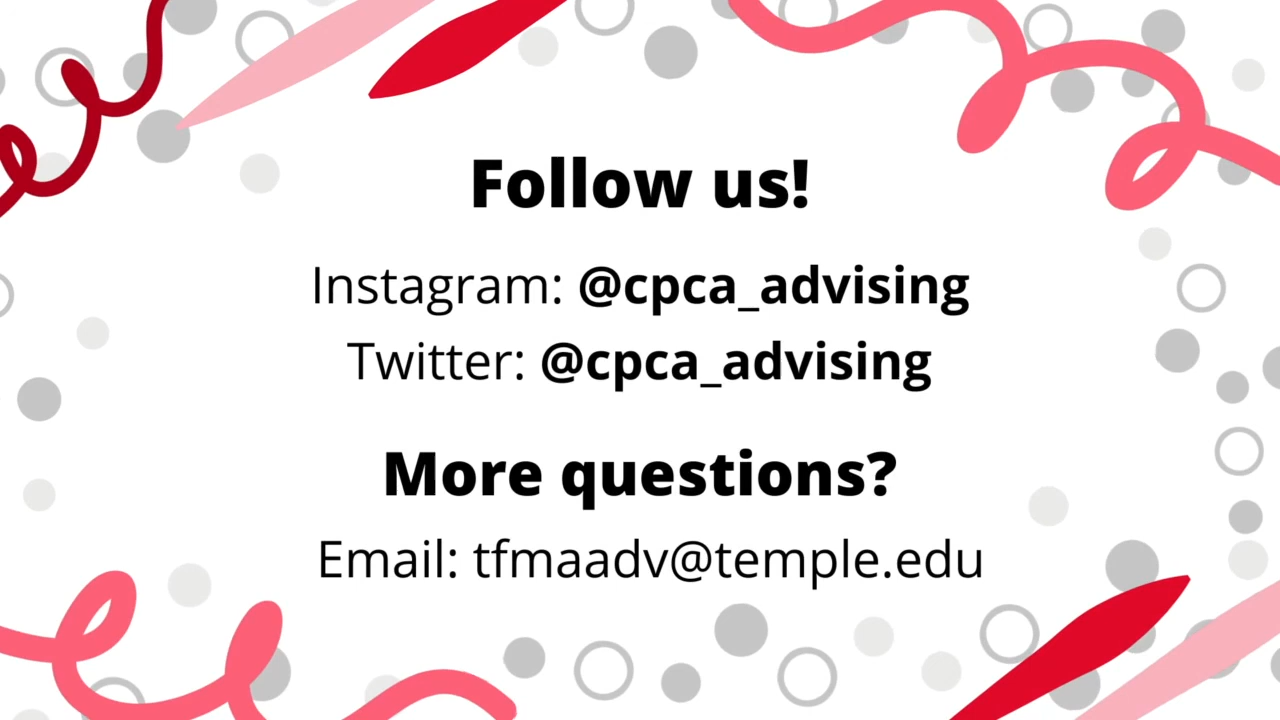 Follow us!
Instagram: @cpca_advising
Twitter: @cpca_advising
More questions?
Email: tfmaadv@temple.edu